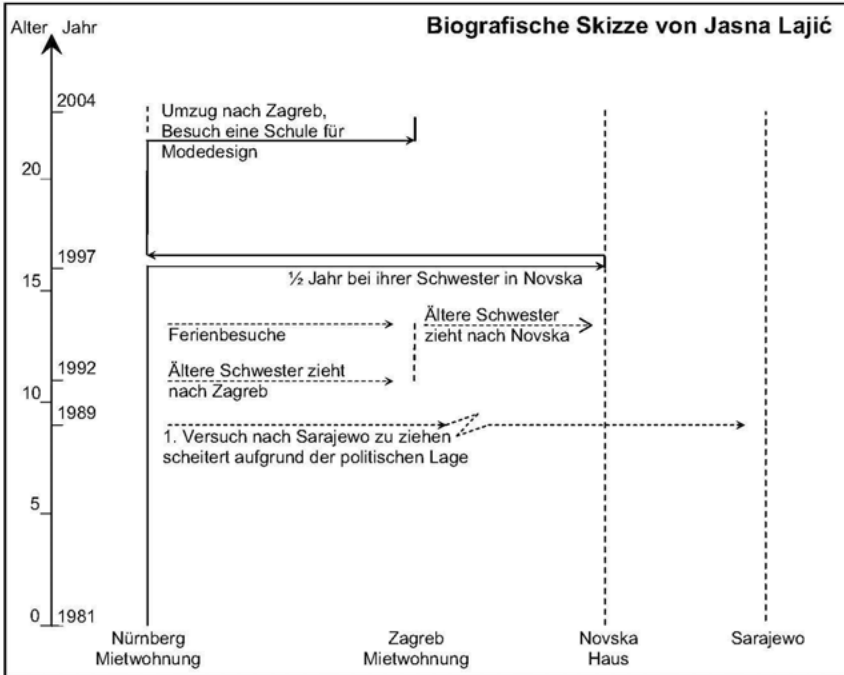 Alter Jahr
Biografische Skizze von Jasna Lajić
2004
Umzug nach Zagreb,
Besuch eine Schule für
Modedesign
20
1997
½ Jahr bei ihrer Schwester in Novska
15
Ältere Schwester
zieht nach Novska
Ferienbesuche
1992
Ältere Schwester zieht
nach Zagreb
10
1989
1. Versuch nach Sarajewo zu ziehen
scheitert aufgrund der politischen Lage
5
0 1981
Nürnberg
Mietwohnung
Zagreb
Mietwohnung
Novska
Haus
Sarajewo